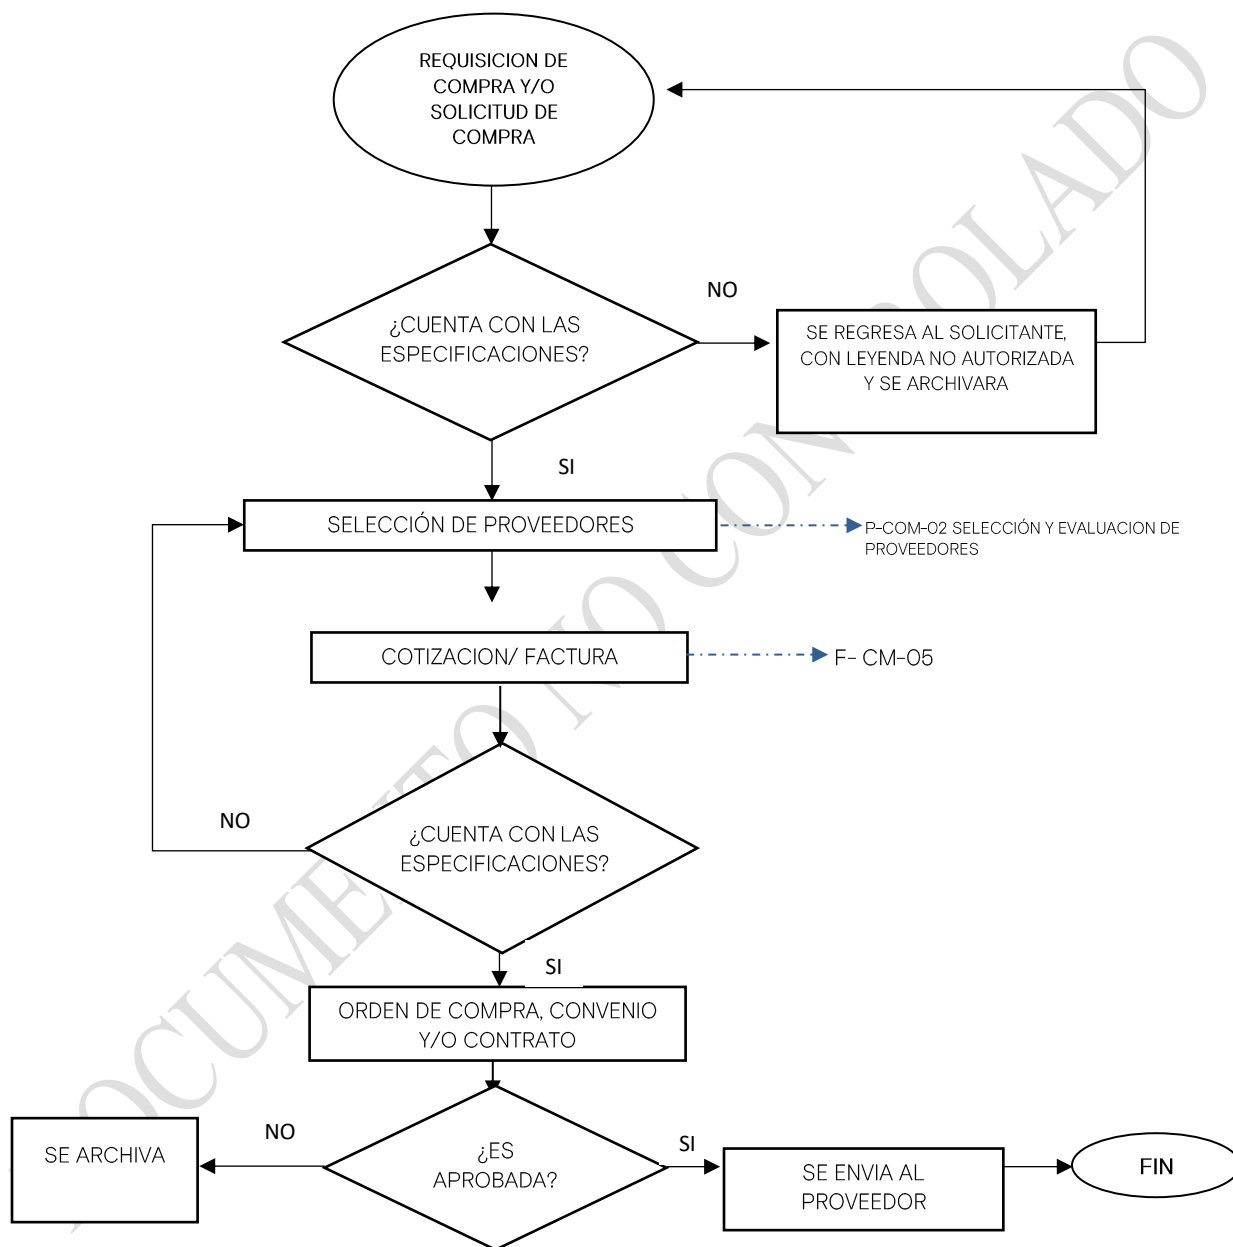 REQUISICION DE
COMPRA Y/O
SOLICITUD DE
COMPRA
¿CUENTA CON LAS
ESPECIFICACIONES?
NO
SE REGRESA AL SOLICITANTE,
CON LEYENDA NO AUTORIZADA
Y SE ARCHIVARA
SI
SELECCIÓN DE PROVEEDORES
P-COM-02 SELECCIÓN Y EVALUACION DE
PROVEEDORES
COTIZACION/ FACTURA
F- CM-05
NO
¿CUENTA CON LAS
ESPECIFICACIONES?
SI
ORDEN DE COMPRA, CONVENIO
Y/O CONTRATO
SE ARCHIVA
NO
¿ES
APROBADA?
SI
SE ENVIA AL
PROVEEDOR
FIN
DOCUMENTO NO CONTROLADO